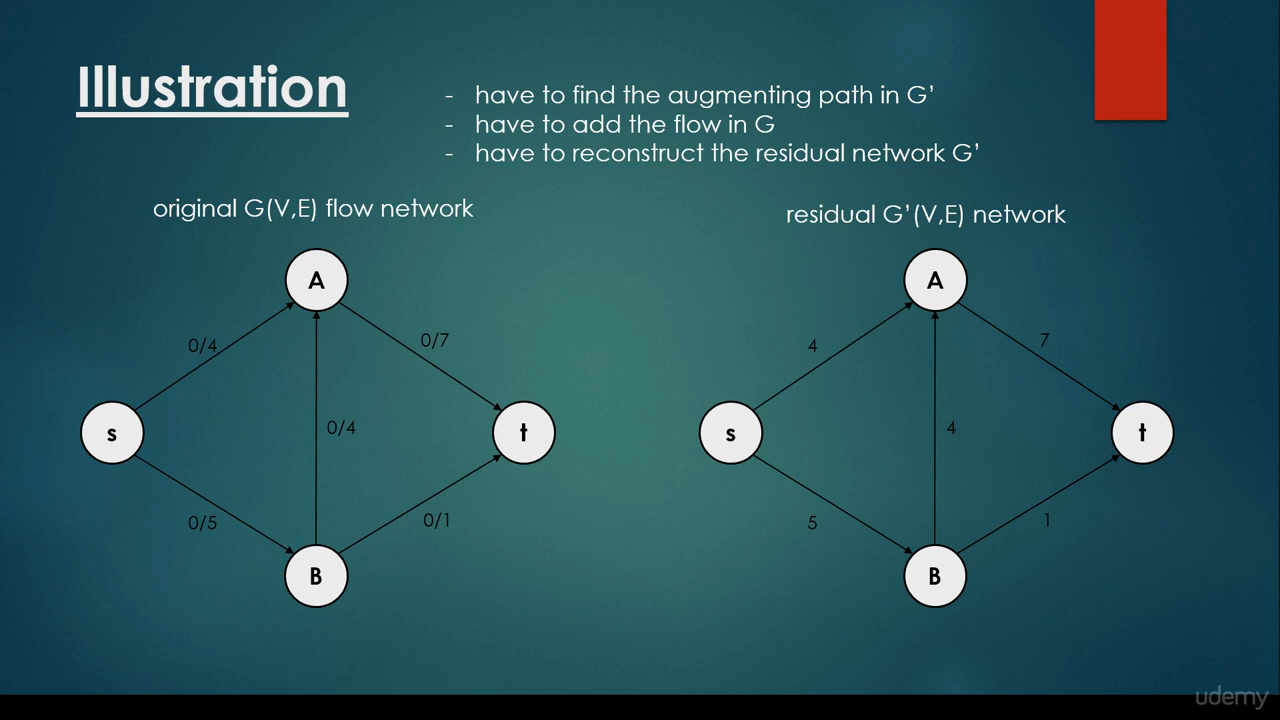 Illustration
- have to find the augmenting path in G’
- have to add the flow in G
- have to reconstruct the residual network G’
original G(V,E) flow network
residual G’(V,E) network
A
A
0/4
0/7
4
7
s
0/4
t
s
4
t
0/5
0/1
5
1
B
B
udemy